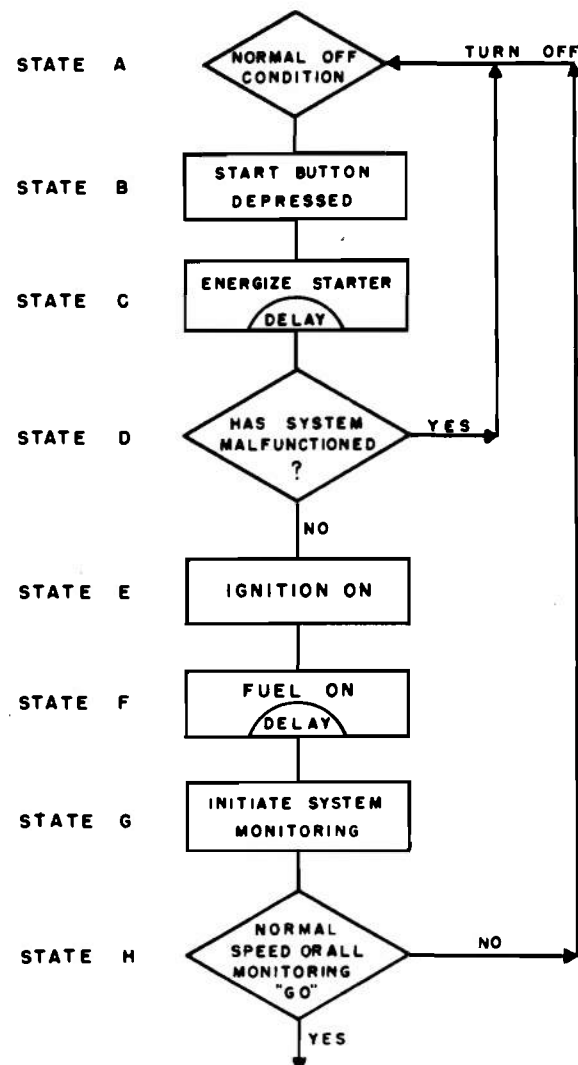 STATE A
NORMAL OFF
CONDITION
TURN OFF
STATE B
START BUTTON
DEPRESSED
STATE C
ENERGIZE STARTER
DELAY
STATE D
HAS SYSTEM
MALFUNCTIONED
?
YES
NO
STATE E
IGNITION ON
STATE F
FUEL ON
DELAY
STATE G
INITIATE SYSTEM
MONITORING
STATE H
NORMAL
SPEED OR ALL
MONITORING
"GO"
NO
YES